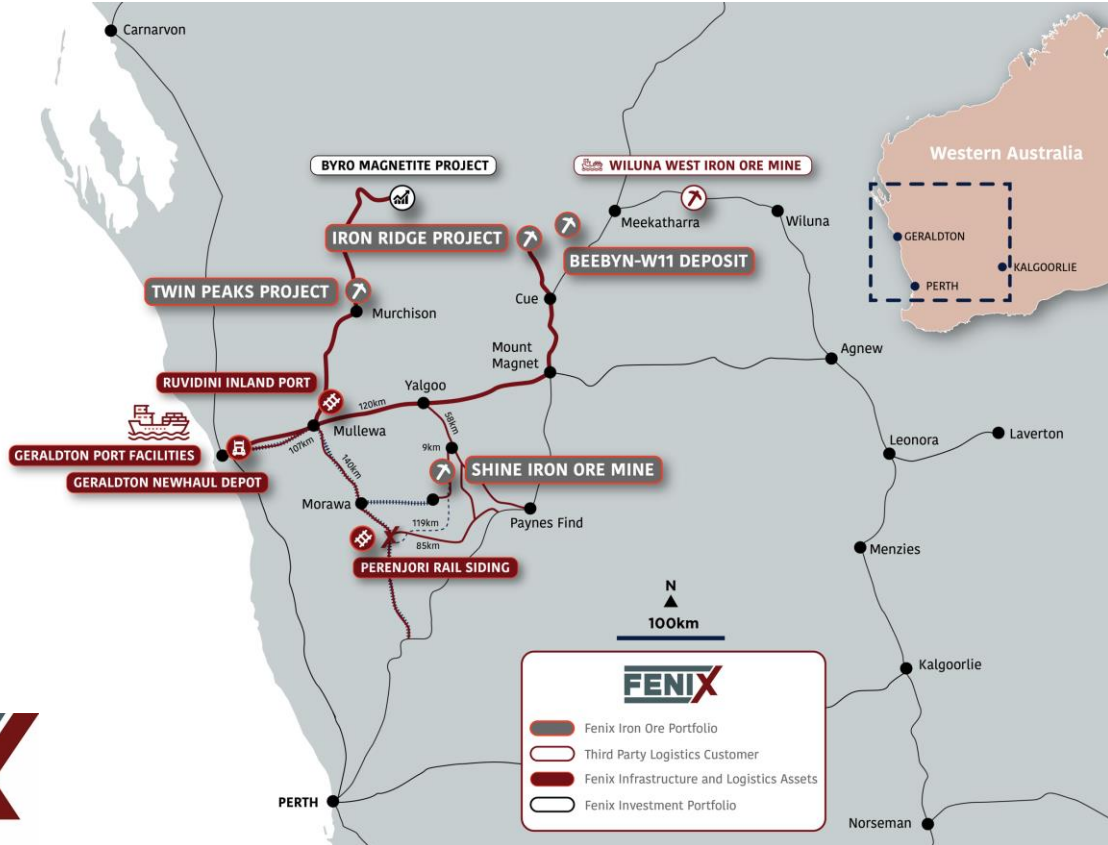 Carnarvon
BYRO MAGNETITE PROJECT
WILUNA WEST IRON ORE MINE
Western Australia
Meekatharra
Wiluna
IRON RIDGE PROJECT
BEEBYN-W11 DEPOSIT
GERALDTON
KALGOORLIE
PERTH
TWIN PEAKS PROJECT
Murchison
Cue
Mount
Magnet
Agnew
RUVIDINI INLAND PORT
Yalgoo
120km
58km
Mullewa
107km
GERALDTON PORT FACILITIES
GERALDTON NEWHAUL DEPOT
140km
9km
SHINE IRON ORE MINE
Leonora
Laverton
Morawa
119km
85km
Paynes Find
PERENJORI RAIL SIDING
Menzies
N
100km
FENIX
Fenix Iron Ore Portfolio
Third Party Logistics Customer
Fenix Infrastructure and Logistics Assets
Fenix Investment Portfolio
Kalgoorlie
PERTH
Norseman